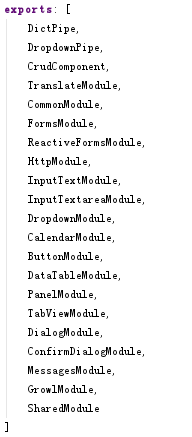 exports: [
DictPipe,
DropdownPipe,
CrudComponent,
TranslateModule,
CommonModule,
FormsModule,
ReactiveFormsModule,
HttpModule,
InputTextModule,
InputTextareaModule,
DropdownModule,
CalendarModule,
ButtonModule,
DataTableModule,
PanelModule,
TabViewModule,
DialogModule,
ConfirmDialogModule,
MessagesModule,
GrowlModule,
SharedModule
]